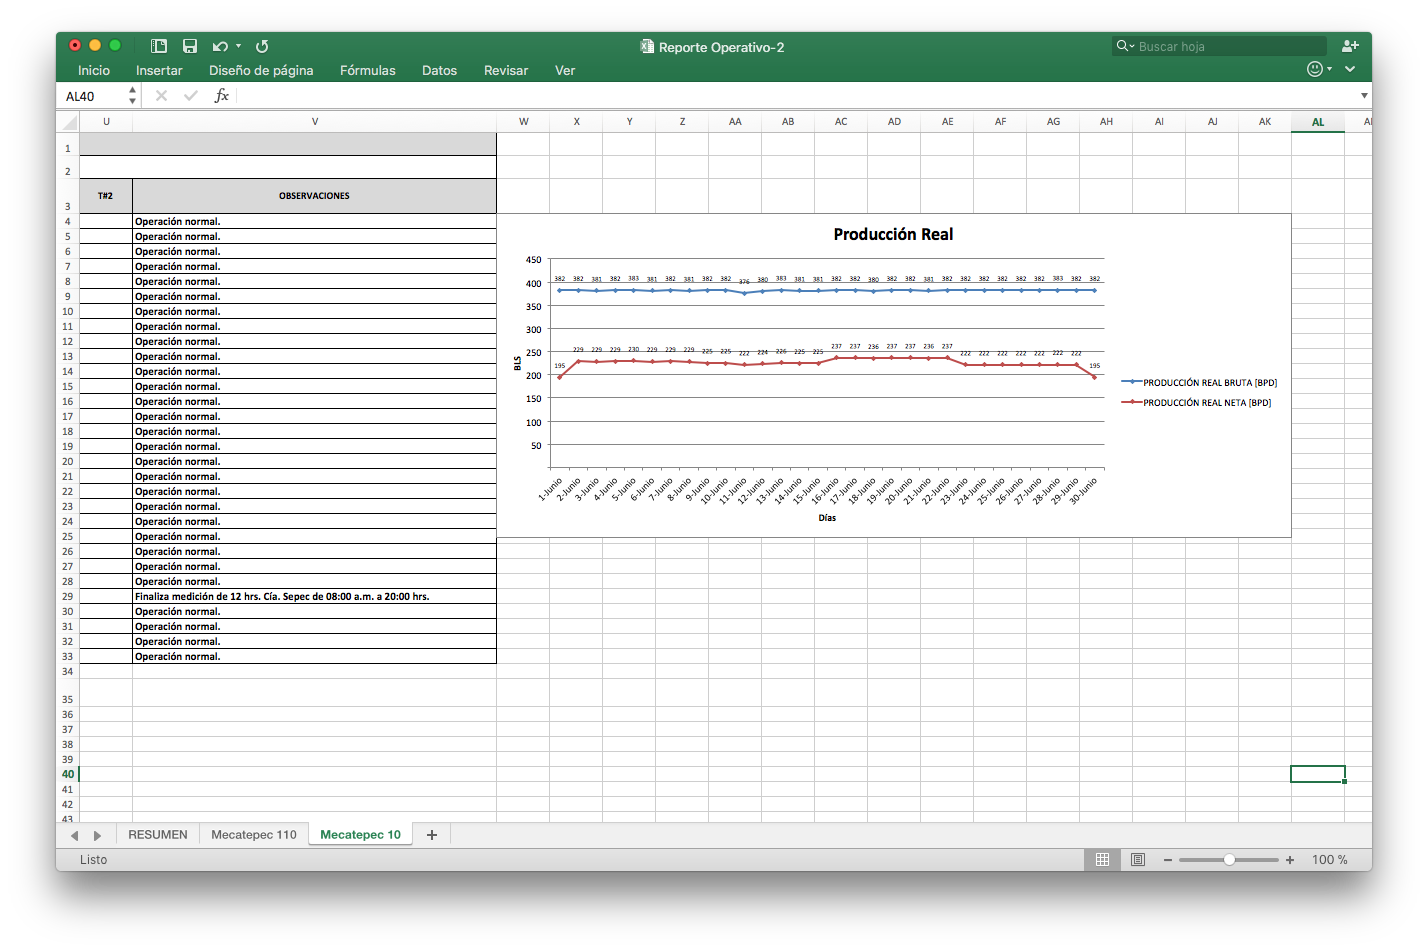 Reporte Operativo-2
Buscar hoja
Inicio Insertar Diseño de página Fórmulas Datos Revisar Ver
AL40 fx
U V W X Y Z AA AB AC AD AE AF AG AH AI AJ AK AL
1
2
3 T#2 OBSERVACIONES
4 Operación normal.
5 Operación normal.
6 Operación normal.
7 Operación normal.
8 Operación normal.
9 Operación normal.
10 Operación normal.
11 Operación normal.
12 Operación normal.
13 Operación normal.
14 Operación normal.
15 Operación normal.
16 Operación normal.
17 Operación normal.
18 Operación normal.
19 Operación normal.
20 Operación normal.
21 Operación normal.
22 Operación normal.
23 Operación normal.
24 Operación normal.
25 Operación normal.
26 Operación normal.
27 Operación normal.
28 Operación normal.
29 Finaliza medición de 12 hrs. Cía. Sepec de 08:00 a.m. a 20:00 hrs.
30 Operación normal.
31 Operación normal.
32 Operación normal.
33 Operación normal.
34
35
36
37
38
39
40
41
42
43
Producción Real
450
400
350
300
250
200
150
100
50
BLS
382 382 381 382 383 381 382 381 382 382 376 380 383 381 381 382 382 380 382 382 381 382 382 382 382 382 382 383 382 382
195 229 229 229 230 229 229 229 225 225 222 224 226 225 225 237 237 236 237 237 236 237 222 222 222 222 222 222 222 195
1-Junio 2-Junio 3-Junio 4-Junio 5-Junio 6-Junio 7-Junio 8-Junio 9-Junio 10-Junio 11-Junio 12-Junio 13-Junio 14-Junio 15-Junio 16-Junio 17-Junio 18-Junio 19-Junio 20-Junio 21-Junio 22-Junio 23-Junio 24-Junio 25-Junio 26-Junio 27-Junio 28-Junio 29-Junio 30-Junio
Días
PRODUCCIÓN REAL BRUTA [BPD]
PRODUCCIÓN REAL NETA [BPD]
RESUMEN Mecatepec 110 Mecatepec 10 +
Listo
100 %